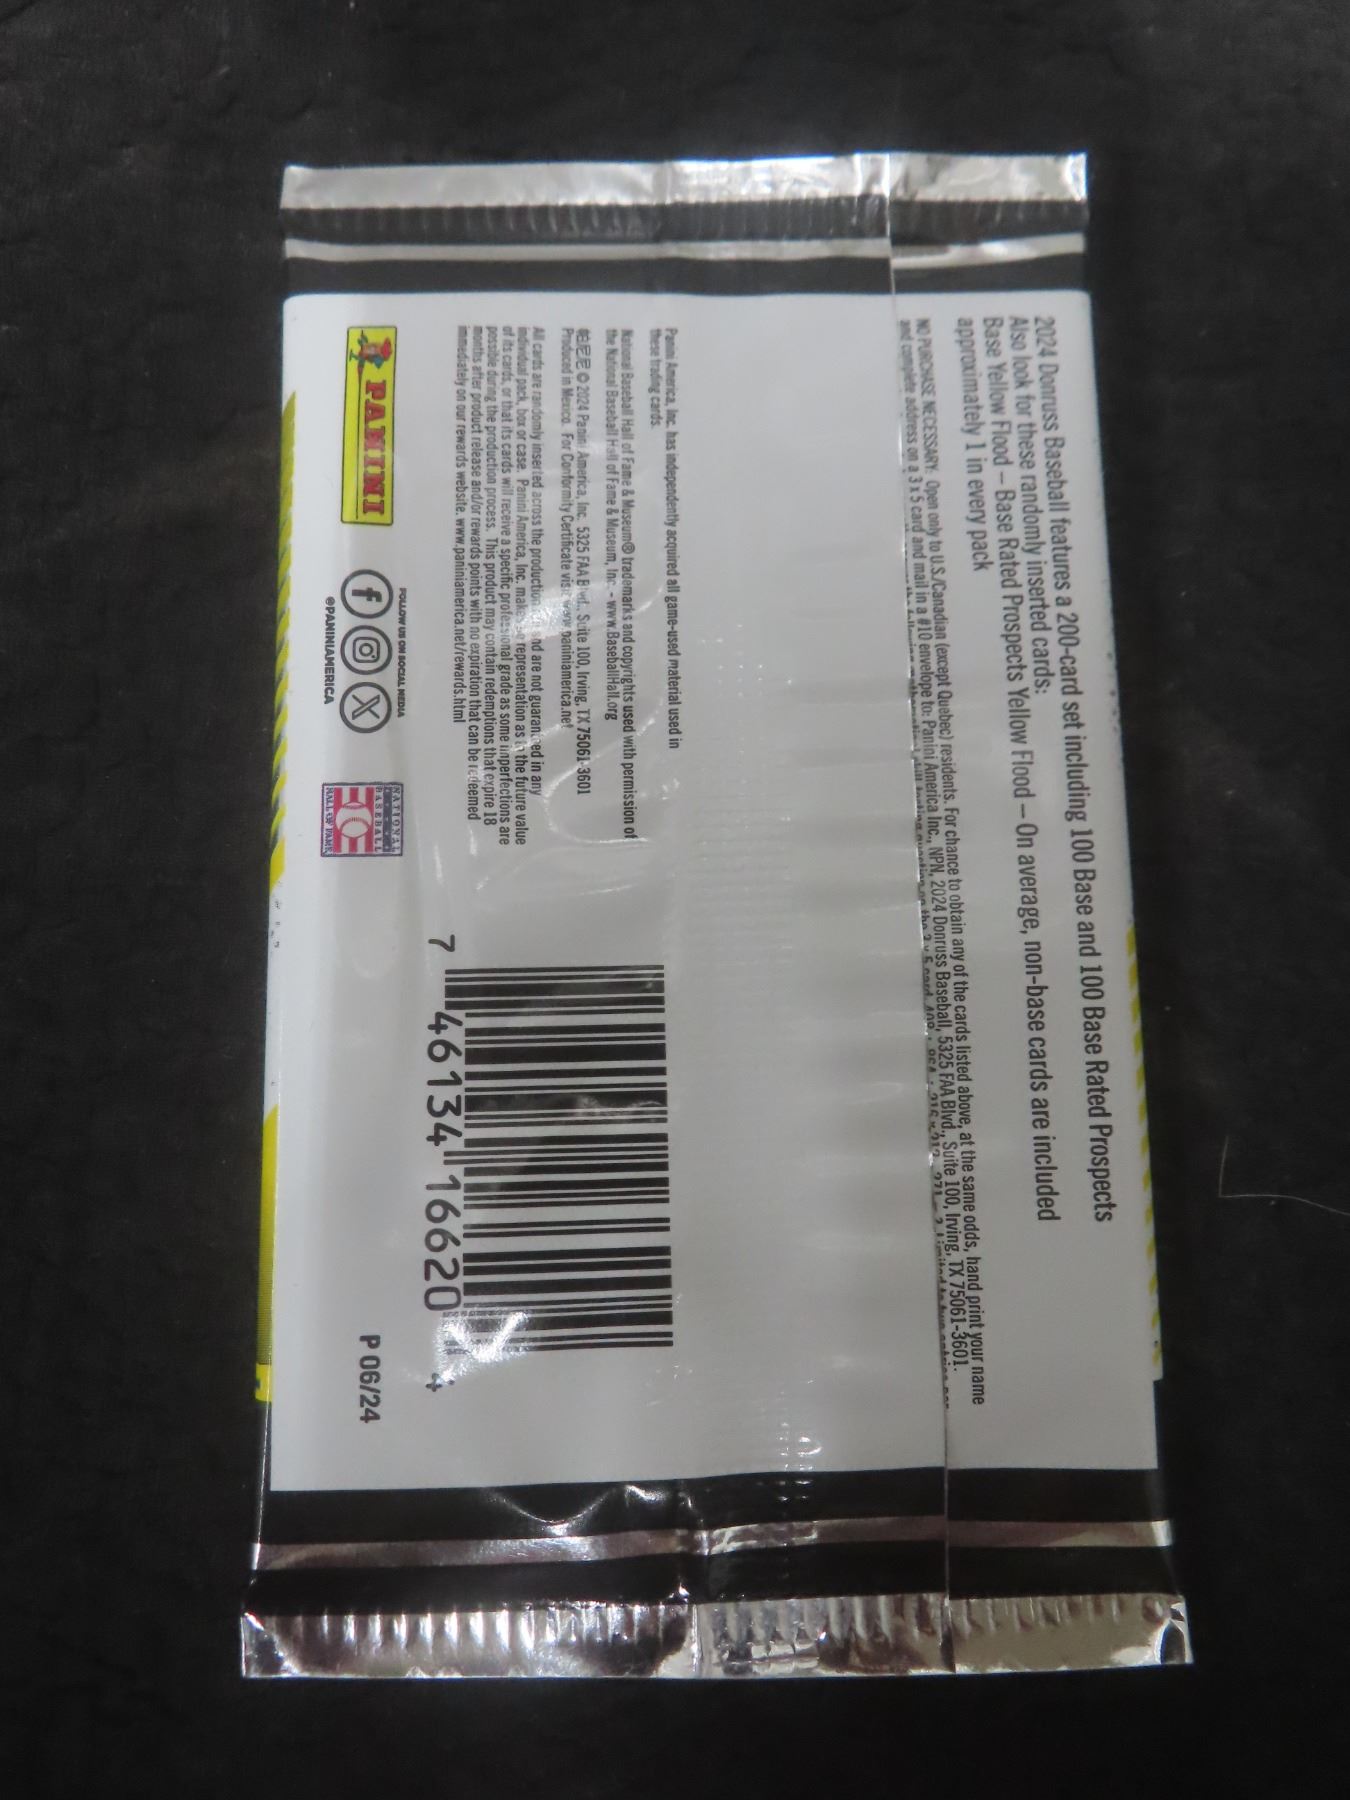 2024 Donruss Baseball features a 200-card set including 100 Base and 100 Base Rated Prospects
Also look for these randomly inserted cards:
Base Yellow Flood – Base Rated Prospects Yellow Flood – On average, non-base cards are included
approximately 1 in every pack
NO PURCHASE NECESSARY: Open only to U.S./Canadian (except Quebec) residents. For chance to obtain any of the cards listed above, at the same odds, hand print your name
and complete address on a 3 x 5 card and mail in a #10 envelope to: Panini America Inc., NPN, 2024 Donruss Baseball, 5325 FAA Blvd., Suite 100, Irving, TX 75061-3601.
Panini America, Inc. has independently acquired all game-used material used in
these trading cards.
National Baseball Hall of Fame & Museum® trademarks and copyrights used with permission of
the National Baseball Hall of Fame & Museum, Inc. - www.BaseballHall.org
帕尼尼 © 2024 Panini America, Inc. 5325 FAA Blvd., Suite 100, Irving, TX 75061-3601
Produced in Mexico. For Conformity Certificate visit www.paniniamerica.net
All cards are randomly inserted across the production and are not guaranteed in any
individual pack, box or case. Panini America, Inc. makes no representation as to the future value
of its cards, or that its cards will receive a specific professional grade as some imperfections are
possible during the production process. This product may contain redemptions that expire 18
months after product release and/or rewards points with no expiration that can be redeemed
immediately on our rewards website. www.paniniamerica.net/rewards.html
PANINI
FOLLOW US ON SOCIAL MEDIA
@PANINIAMERICA
NATIONAL
BASEBALL
HALL OF FAME
7 46134 16620 4
P 06/24